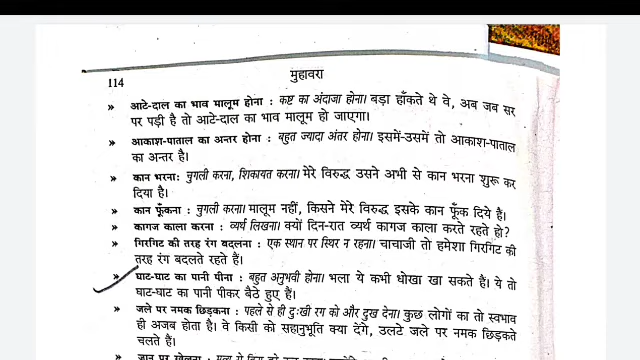 114
मुहावरा
» आटे-दाल का भाव मालूम होना : कष्ट का अंदाजा होना। बड़ा हाँकते थे वे, अब जब सर
पर पड़ी है तो आटे-दाल का भाव मालूम हो जाएगा।
» आकाश-पाताल का अन्तर होना : बहुत ज्यादा अंतर होना। इसमें-उसमें तो आकाश-पाताल
का अन्तर है।
» कान भरना: चुगली करना, शिकायत करना। मेरे विरुद्ध उसने अभी से कान भरना शुरू कर
दिया है।
» कान फूँकना : चुगली करना। मालूम नहीं, किसने मेरे विरुद्ध इसके कान फूँक दिये हैं।
» कागज काला करना : व्यर्थ लिखना। क्यों दिन-रात व्यर्थ कागज काला करते रहते हो?
» गिरगिट की तरह रंग बदलना : एक स्थान पर स्थिर न रहना। चाचाजी तो हमेशा गिरगिट की
तरह रंग बदलते रहते हैं।
» घाट-घाट का पानी पीना : बहुत अनुभवी होना। भला ये कभी धोखा खा सकते हैं। ये तो
घाट-घाट का पानी पीकर बैठे हुए हैं।
» जले पर नमक छिड़कना : पहले से ही दुःखी रग को और दुख देना। कुछ लोगों का तो स्वभाव
ही अजब होता है। वे किसी को सहानुभूति क्या देंगे, उलटे जले पर नमक छिड़कते
चलते हैं।
» जान पर खेलना :